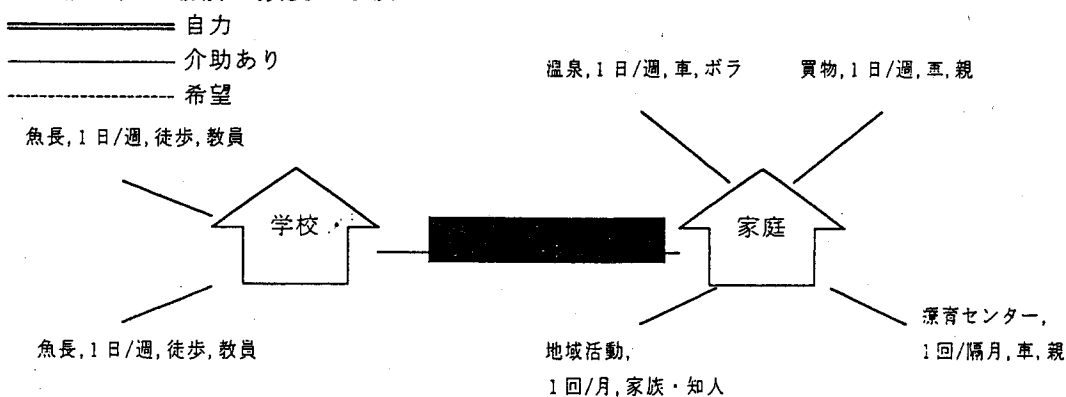 自力
介助あり
希望
温泉,1日/週,車,ボラ
買物,1日/週,車,親
魚長,1日/週,徒歩,教員
学校
家庭
魚長,1日/週,徒歩,教員
地域活動,
1回/月,家族・知人
療育センター,
1回/隔月,車,親